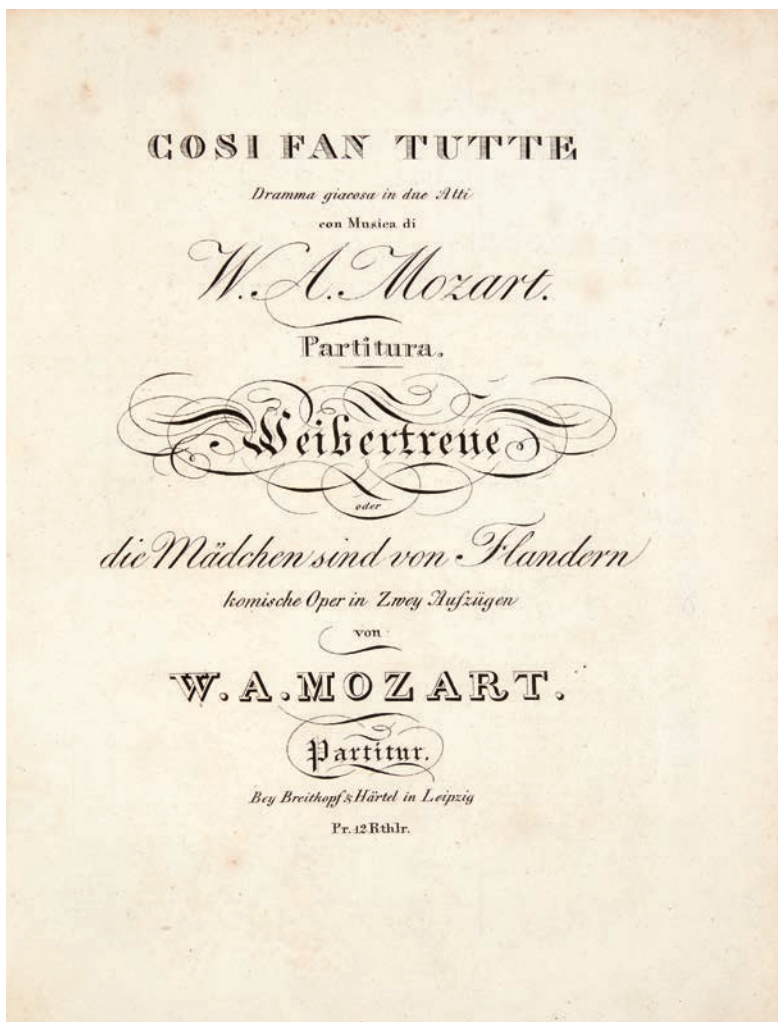 COSI FAN TUTTE
Dramma giacosa in due Atti
con Musica di
W. A. Mozart.
Partitura.
Weibertreue
oder
die Mädchen sind von Flandern
komische Oper in Zwey Aufzügen
von
W. A. MOZART.
Partitur.
Bey Breitkopf & Härtel in Leipzig
Pr. 12 Rthlr.